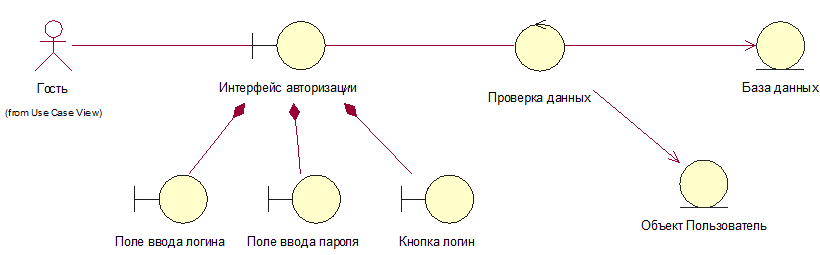 Гость
(from Use Case View)
Интерфейс авторизации
Проверка данных
База данных
Поле ввода логина
Поле ввода пароля
Кнопка логин
Объект Пользователь